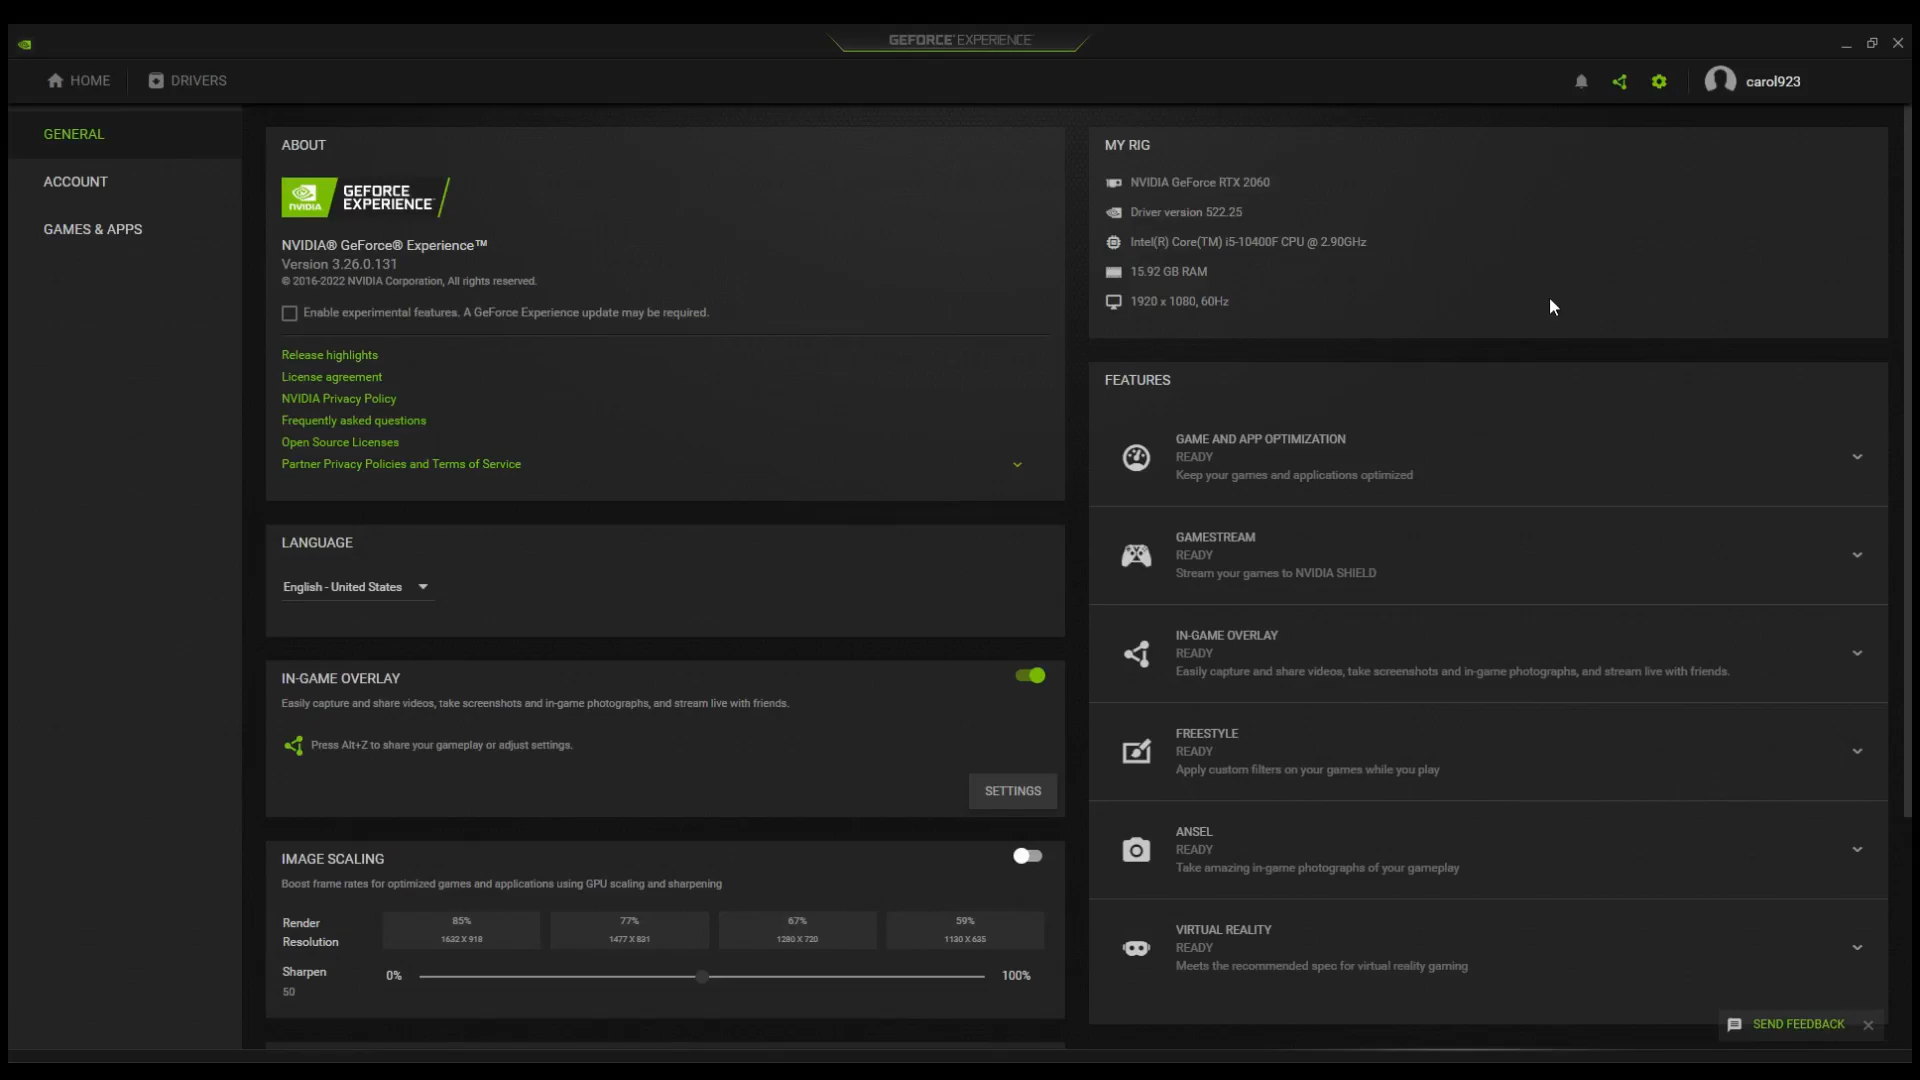 GEFORCE EXPERIENCE
HOME
DRIVERS
carol923
GENERAL
ACCOUNT
GAMES & APPS
ABOUT
NVIDIA
GEFORCE
EXPERIENCE
NVIDIA® GeForce® Experience™
Version 3.26.0.131
© 2016-2022 NVIDIA Corporation, All rights reserved.
Enable experimental features. A GeForce Experience update may be required.
Release highlights
License agreement
NVIDIA Privacy Policy
Frequently asked questions
Open Source Licenses
Partner Privacy Policies and Terms of Service
LANGUAGE
English - United States
IN-GAME OVERLAY
Easily capture and share videos, take screenshots and in-game photographs, and stream live with friends.
Press Alt+Z to share your gameplay or adjust settings.
SETTINGS
IMAGE SCALING
Boost frame rates for optimized games and applications using GPU scaling and sharpening
Render
Resolution
85%
1632 X 918
77%
1477 X 831
67%
1280 X 720
59%
1130 X 635
Sharpen
50
0%
100%
MY RIG
NVIDIA GeForce RTX 2060
Driver version 522.25
Intel(R) Core(TM) i5-10400F CPU @ 2.90GHz
15.92 GB RAM
1920 x 1080, 60Hz
FEATURES
GAME AND APP OPTIMIZATION
READY
Keep your games and applications optimized
GAMESTREAM
READY
Stream your games to NVIDIA SHIELD
IN-GAME OVERLAY
READY
Easily capture and share videos, take screenshots and in-game photographs, and stream live with friends.
FREESTYLE
READY
Apply custom filters on your games while you play
ANSEL
READY
Take amazing in-game photographs of your gameplay
VIRTUAL REALITY
READY
Meets the recommended spec for virtual reality gaming
SEND FEEDBACK